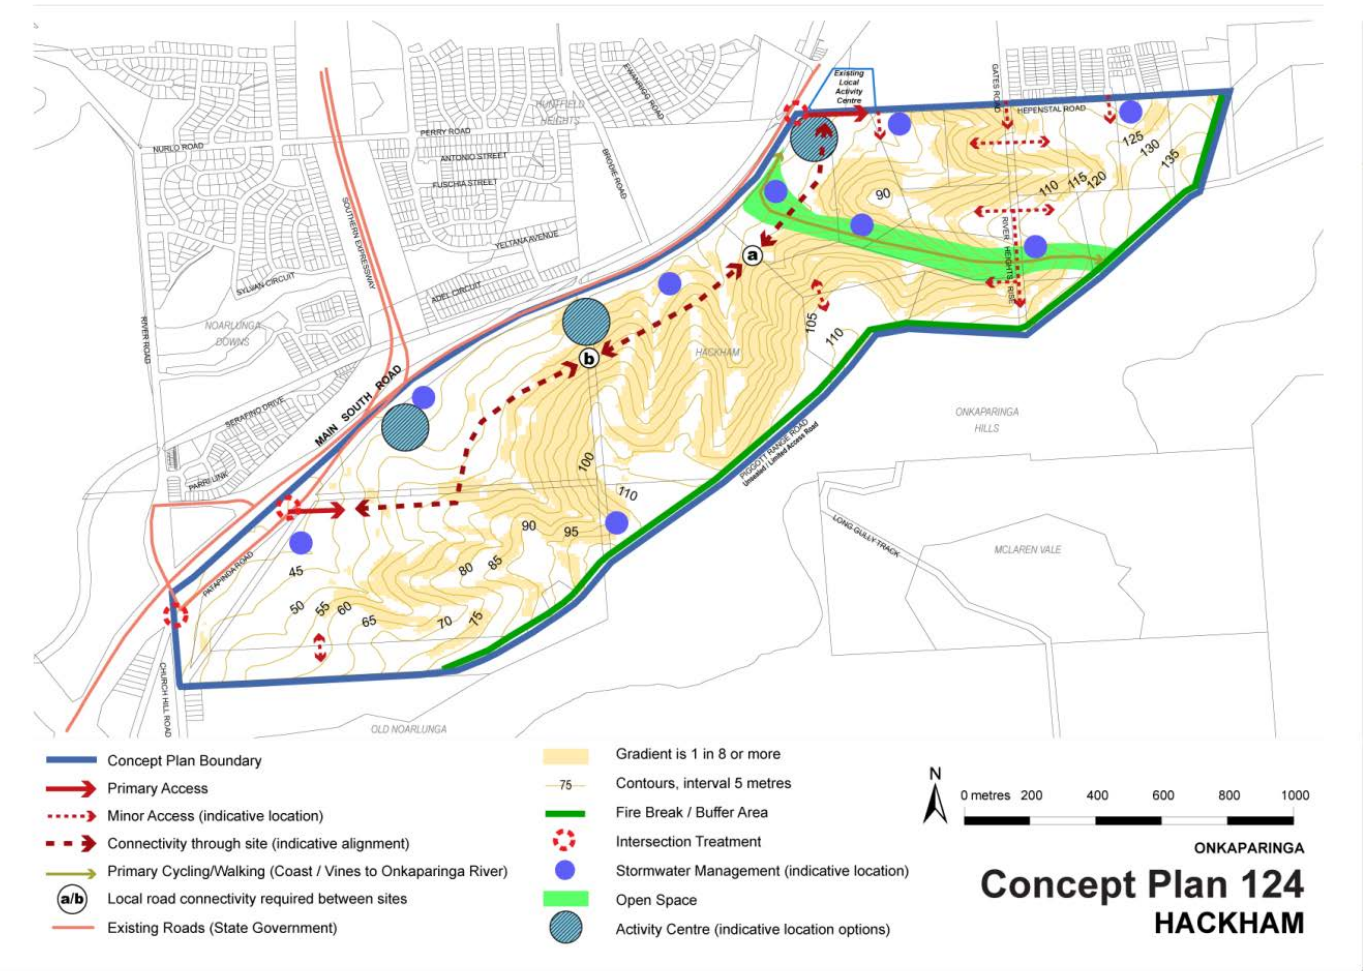 Existing
Local
Activity
Centre
GATES ROAD
HEPENSTAL ROAD
EWANRIGG ROAD
HUNTFIELD
HEIGHTS
PERRY ROAD
NURLO ROAD
ANTONIO STREET
FUSCHIA STREET
BRODIE ROAD
SOUTHERN EXPRESSWAY
YELTANA AVENUE
SYLVAN CIRCUIT
ADEL CIRCUIT
NOARLUNGA
DOWNS
RIVER ROAD
MAIN SOUTH ROAD
SERAFINO DRIVE
PARRI LINK
PATAPINDA ROAD
CHURCH HILL ROAD
OLD NOARLUNGA
125
130
135
110
115
120
90
RIVER HEIGHTS RISE
a
105
110
HACKHAM
b
100
110
90
95
85
80
45
50
55
60
65
70
75
PIGGOTT RANGE ROAD
Unsealed / Limited Access Road
ONKAPARINGA
HILLS
LONG GULLY TRACK
MCLAREN VALE
Concept Plan Boundary
Primary Access
Minor Access (indicative location)
Connectivity through site (indicative alignment)
Primary Cycling/Walking (Coast / Vines to Onkaparinga River)
a/b Local road connectivity required between sites
Existing Roads (State Government)
Gradient is 1 in 8 or more
75 Contours, interval 5 metres
Fire Break / Buffer Area
Intersection Treatment
Stormwater Management (indicative location)
Open Space
Activity Centre (indicative location options)
N
0 metres 200 400 600 800 1000
ONKAPARINGA
Concept Plan 124
HACKHAM